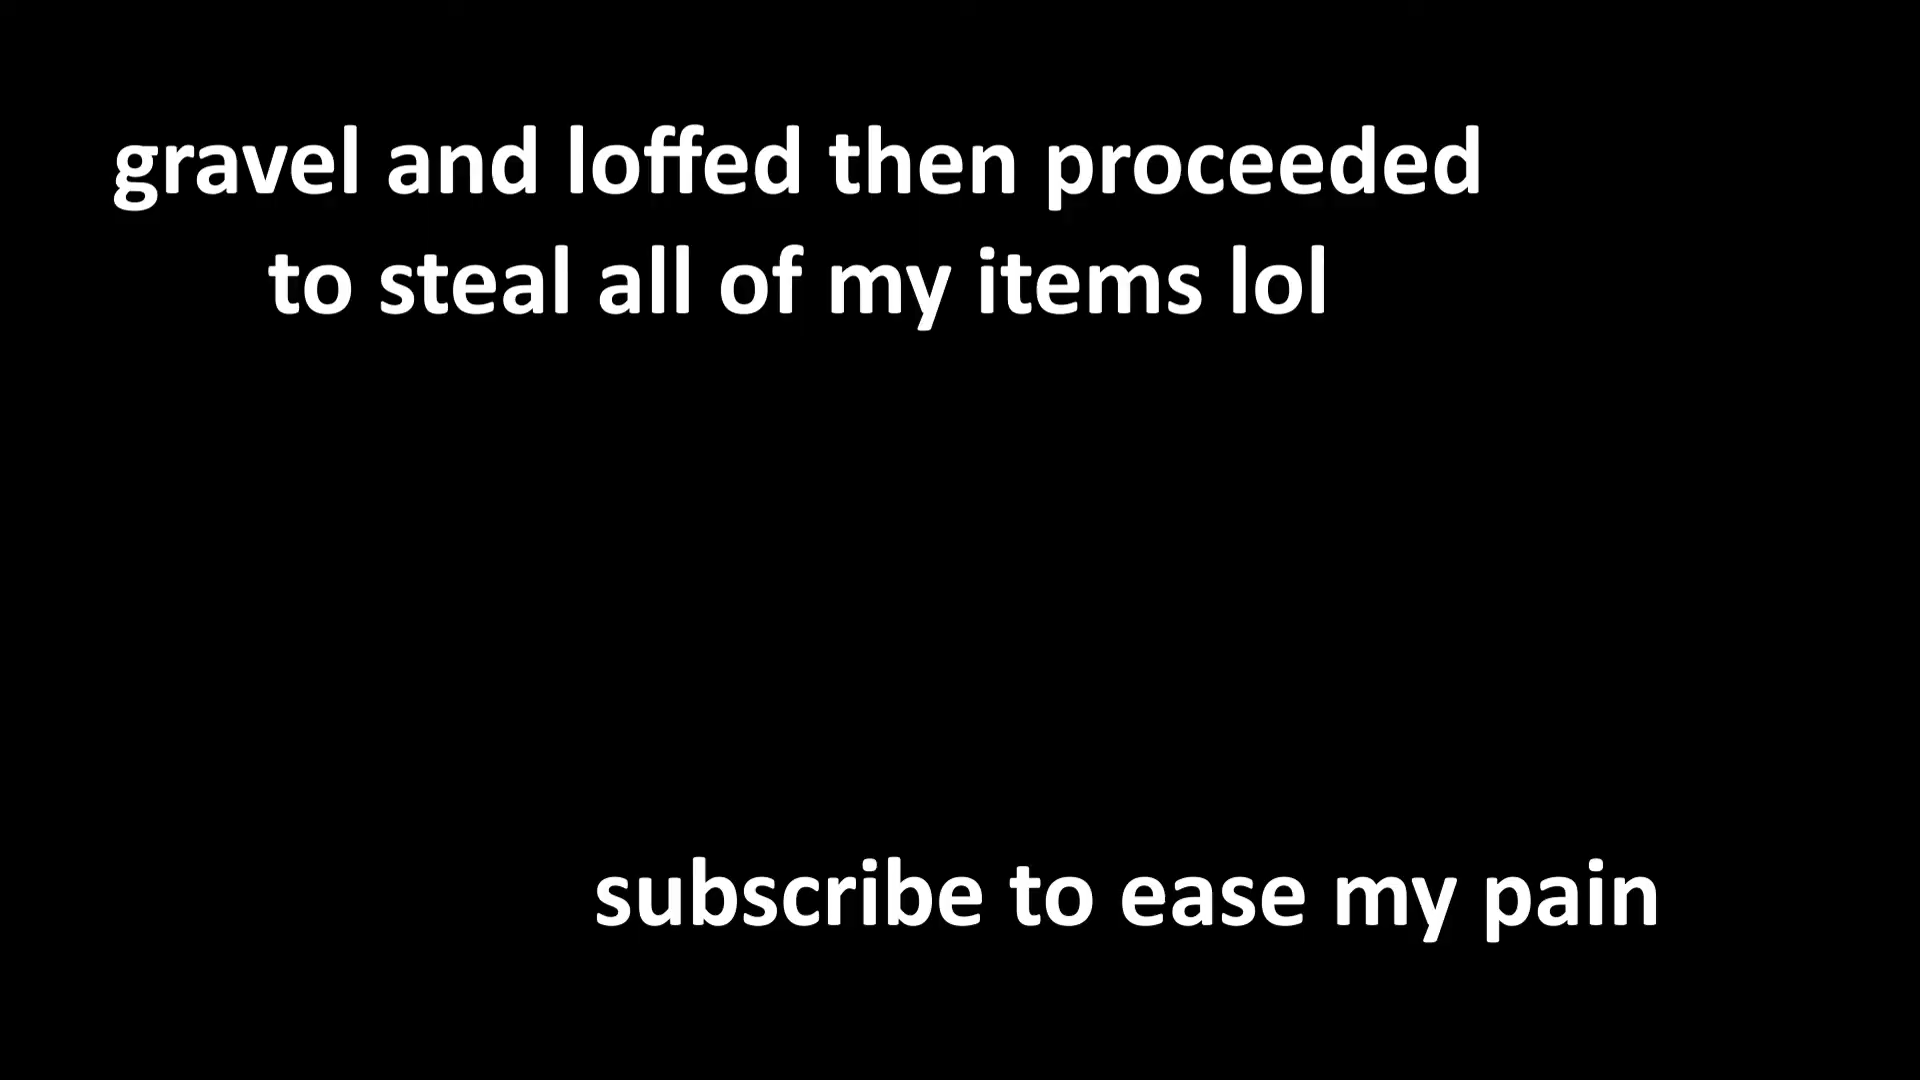 gravel and loffed then proceeded
to steal all of my items lol
subscribe to ease my pain